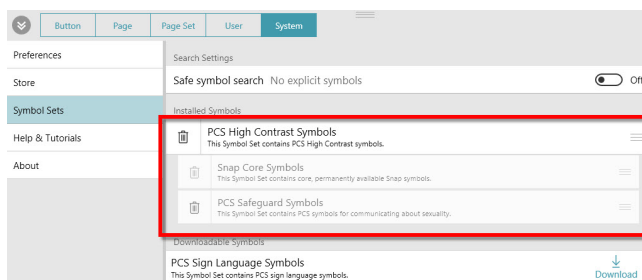 Button Page Page Set User System
Preferences
Store
Symbol Sets
Help & Tutorials
About
Search Settings
Safe symbol search No explicit symbols Off
Installed Symbols
PCS High Contrast Symbols
This Symbol Set contains PCS High Contrast symbols.
Snap Core Symbols
This Symbol Set contains core, permanently available Snap symbols.
PCS Safeguard Symbols
This Symbol Set contains PCS symbols for communicating about sexuality.
Downloadable Symbols
PCS Sign Language Symbols
This Symbol Set contains PCS sign language symbols.
Download